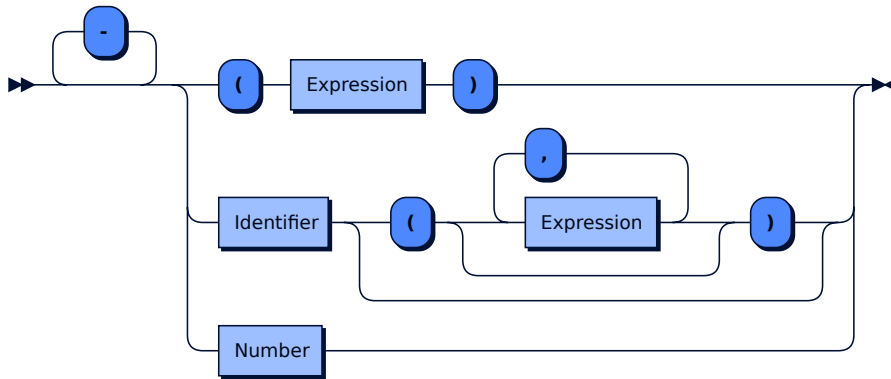 -
( Expression )
,
Identifier ( Expression )
Number